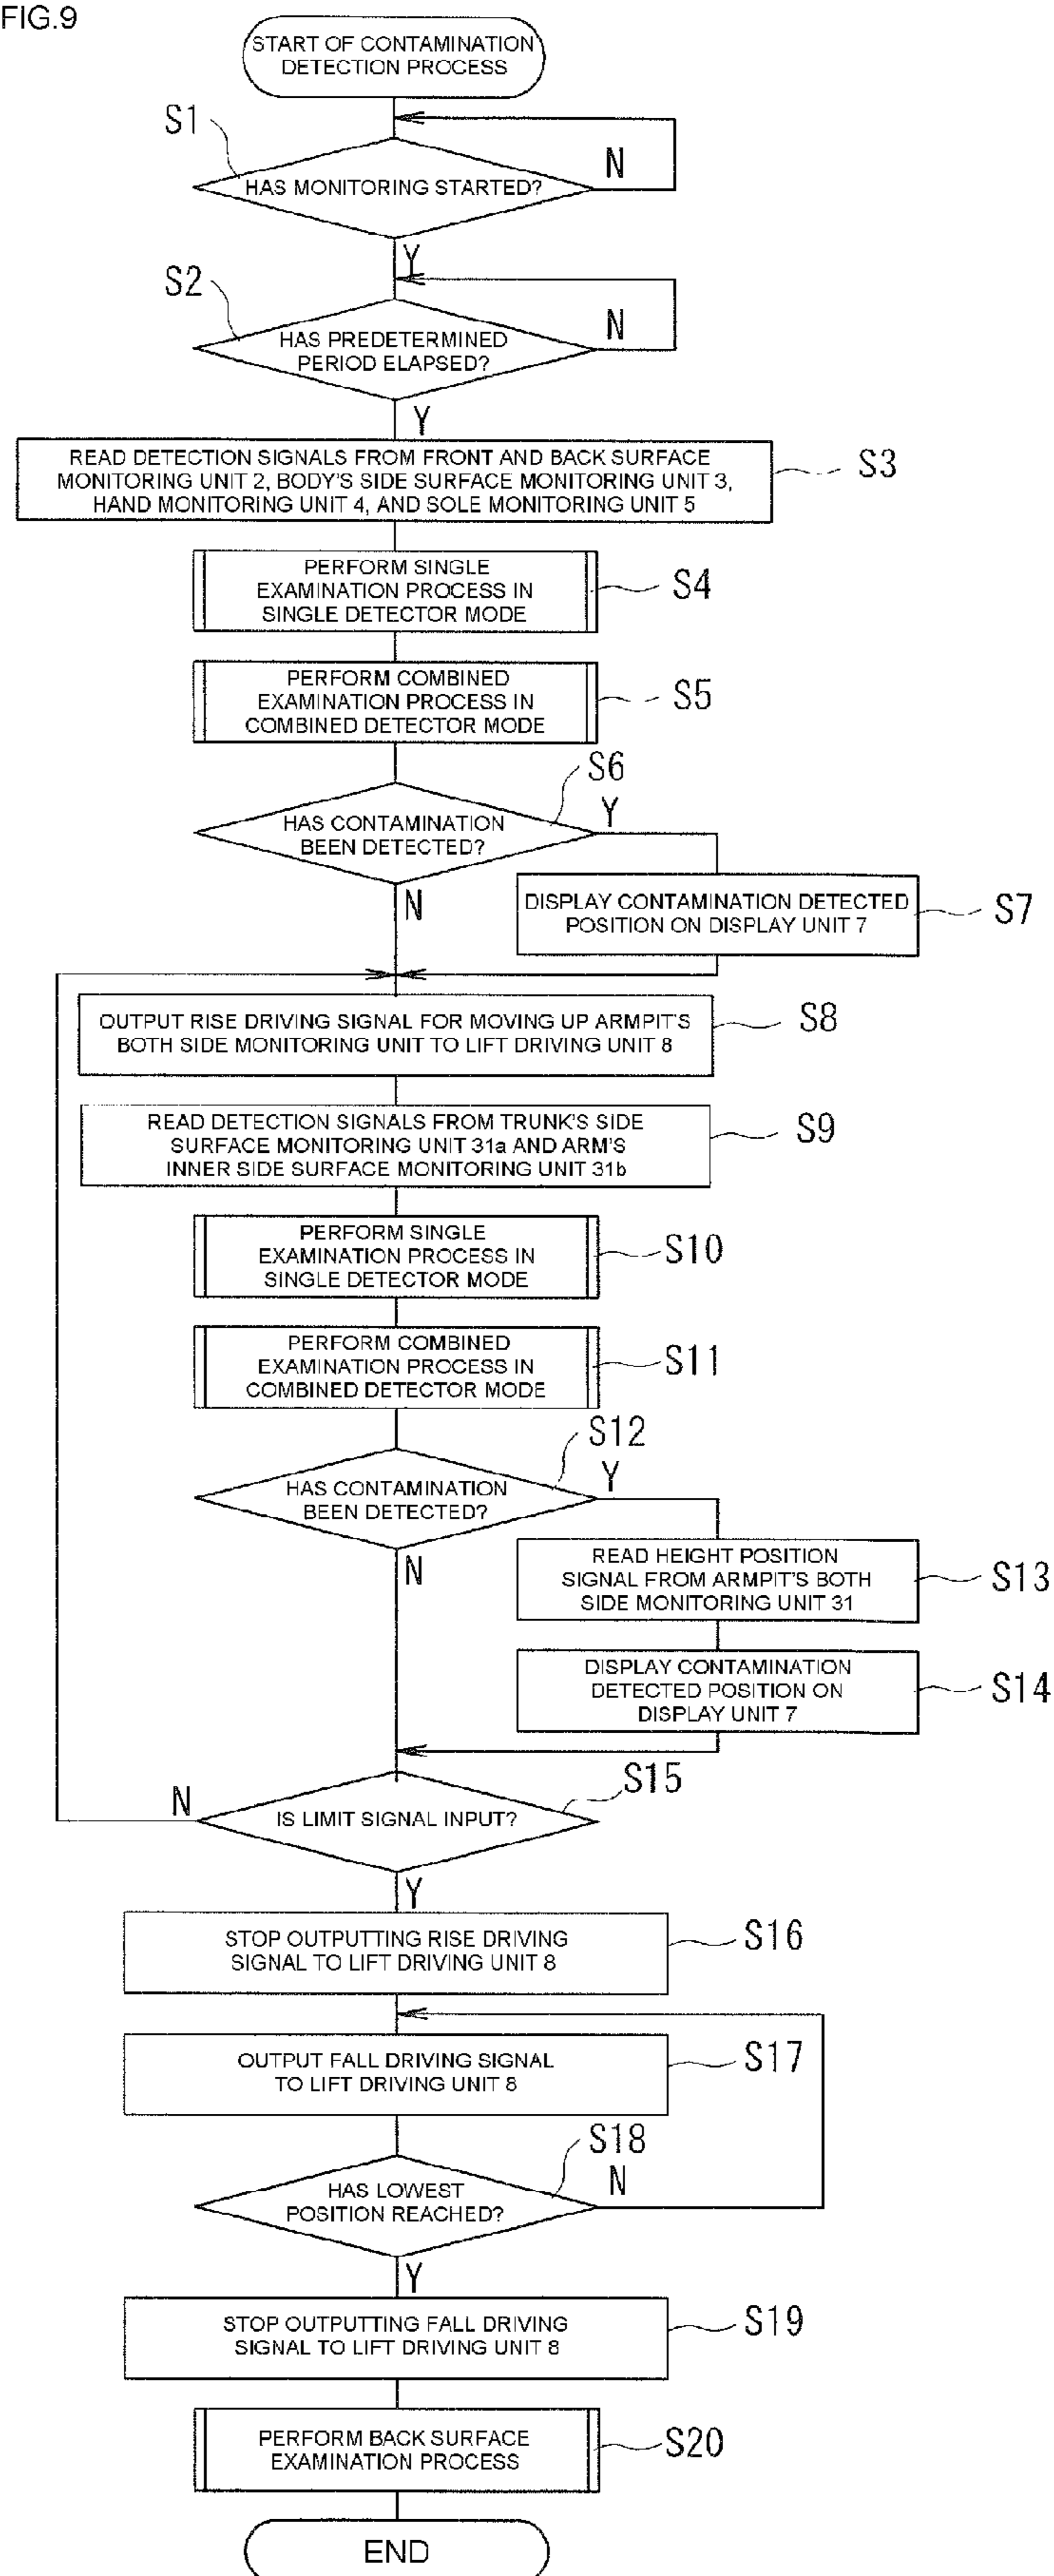 FIG.9
START OF CONTAMINATION
DETECTION PROCESS
S1
HAS MONITORING STARTED?
N
Y
S2
HAS PREDETERMINED
PERIOD ELAPSED?
N
Y
READ DETECTION SIGNALS FROM FRONT AND BACK SURFACE
MONITORING UNIT 2, BODY'S SIDE SURFACE MONITORING UNIT 3,
HAND MONITORING UNIT 4, AND SOLE MONITORING UNIT 5
S3
PERFORM SINGLE
EXAMINATION PROCESS IN
SINGLE DETECTOR MODE
S4
PERFORM COMBINED
EXAMINATION PROCESS IN
COMBINED DETECTOR MODE
S5
S6
HAS CONTAMINATION
BEEN DETECTED?
Y
N
DISPLAY CONTAMINATION DETECTED
POSITION ON DISPLAY UNIT 7
S7
OUTPUT RISE DRIVING SIGNAL FOR MOVING UP ARMPIT'S
BOTH SIDE MONITORING UNIT TO LIFT DRIVING UNIT 8
S8
READ DETECTION SIGNALS FROM TRUNK'S SIDE
SURFACE MONITORING UNIT 31a AND ARM'S
INNER SIDE SURFACE MONITORING UNIT 31b
S9
PERFORM SINGLE
EXAMINATION PROCESS IN
SINGLE DETECTOR MODE
S10
PERFORM COMBINED
EXAMINATION PROCESS IN
COMBINED DETECTOR MODE
S11
S12
HAS CONTAMINATION
BEEN DETECTED?
Y
N
READ HEIGHT POSITION
SIGNAL FROM ARMPIT'S BOTH
SIDE MONITORING UNIT 31
S13
DISPLAY CONTAMINATION
DETECTED POSITION ON
DISPLAY UNIT 7
S14
S15
IS LIMIT SIGNAL INPUT?
N
Y
STOP OUTPUTTING RISE DRIVING
SIGNAL TO LIFT DRIVING UNIT 8
S16
OUTPUT FALL DRIVING SIGNAL
TO LIFT DRIVING UNIT 8
S17
S18
HAS LOWEST
POSITION REACHED?
N
Y
STOP OUTPUTTING FALL DRIVING
SIGNAL TO LIFT DRIVING UNIT 8
S19
PERFORM BACK SURFACE
EXAMINATION PROCESS
S20
END